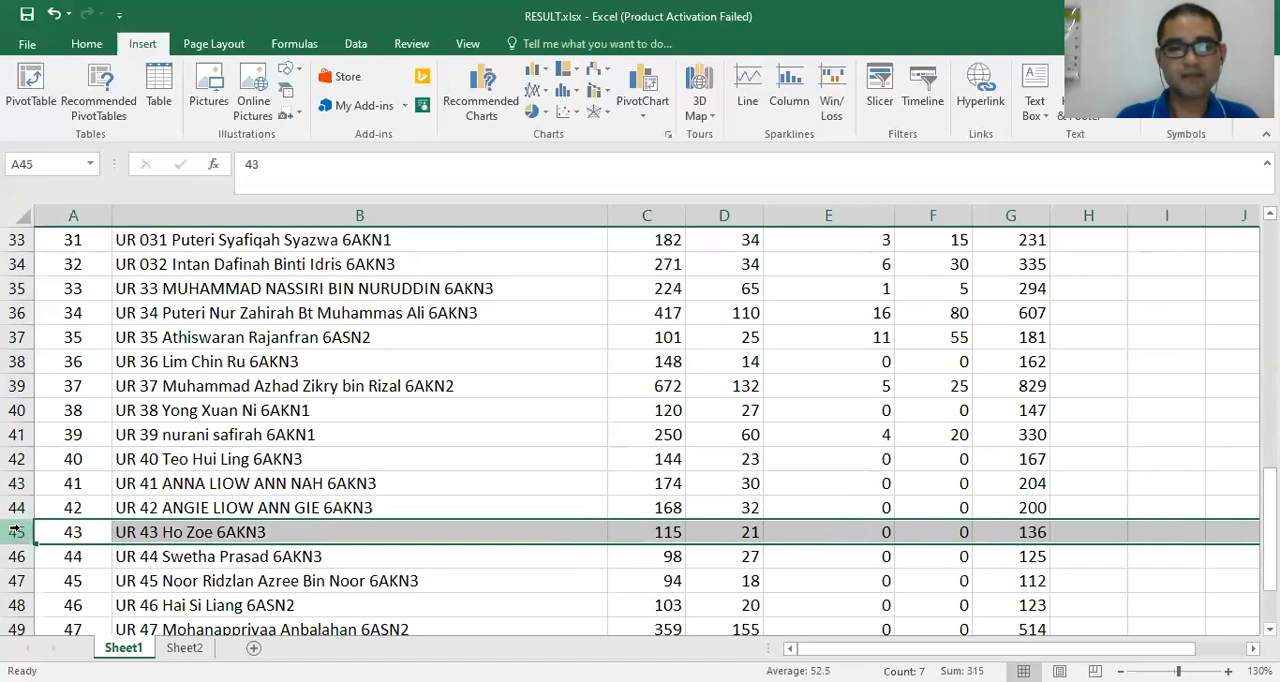 RESULT.xlsx - Excel (Product Activation Failed)
File Home Insert Page Layout Formulas Data Review View Tell me what you want to do...
PivotTable Recommended PivotTables Table Pictures Online Pictures Store My Add-ins Recommended Charts PivotChart 3D Map Line Column Win/Loss Slicer Timeline Hyperlink Text Box
Tables Illustrations Add-ins Charts Tours Sparklines Filters Links Text Symbols
A45 fx 43
A B C D E F G H I J
33 31 UR 031 Puteri Syafiqah Syazwa 6AKN1 182 34 3 15 231
34 32 UR 032 Intan Dafinah Binti Idris 6AKN3 271 34 6 30 335
35 33 UR 33 MUHAMMAD NASSIRI BIN NURUDDIN 6AKN3 224 65 1 5 294
36 34 UR 34 Puteri Nur Zahirah Bt Muhammas Ali 6AKN3 417 110 16 80 607
37 35 UR 35 Athiswaran Rajanfran 6ASN2 101 25 11 55 181
38 36 UR 36 Lim Chin Ru 6AKN3 148 14 0 0 162
39 37 UR 37 Muhammad Azhad Zikry bin Rizal 6AKN2 672 132 5 25 829
40 38 UR 38 Yong Xuan Ni 6AKN1 120 27 0 0 147
41 39 UR 39 nurani safirah 6AKN1 250 60 4 20 330
42 40 UR 40 Teo Hui Ling 6AKN3 144 23 0 0 167
43 41 UR 41 ANNA LIOW ANN NAH 6AKN3 174 30 0 0 204
44 42 UR 42 ANGIE LIOW ANN GIE 6AKN3 168 32 0 0 200
45 43 UR 43 Ho Zoe 6AKN3 115 21 0 0 136
46 44 UR 44 Swetha Prasad 6AKN3 98 27 0 0 125
47 45 UR 45 Noor Ridzlan Azree Bin Noor 6AKN3 94 18 0 0 112
48 46 UR 46 Hai Si Liang 6ASN2 103 20 0 0 123
49 47 UR 47 Mohanappriyaa Anbalahan 6ASN2 359 155 0 0 514
Sheet1 Sheet2
Ready Average: 52.5 Count: 7 Sum: 315 130%